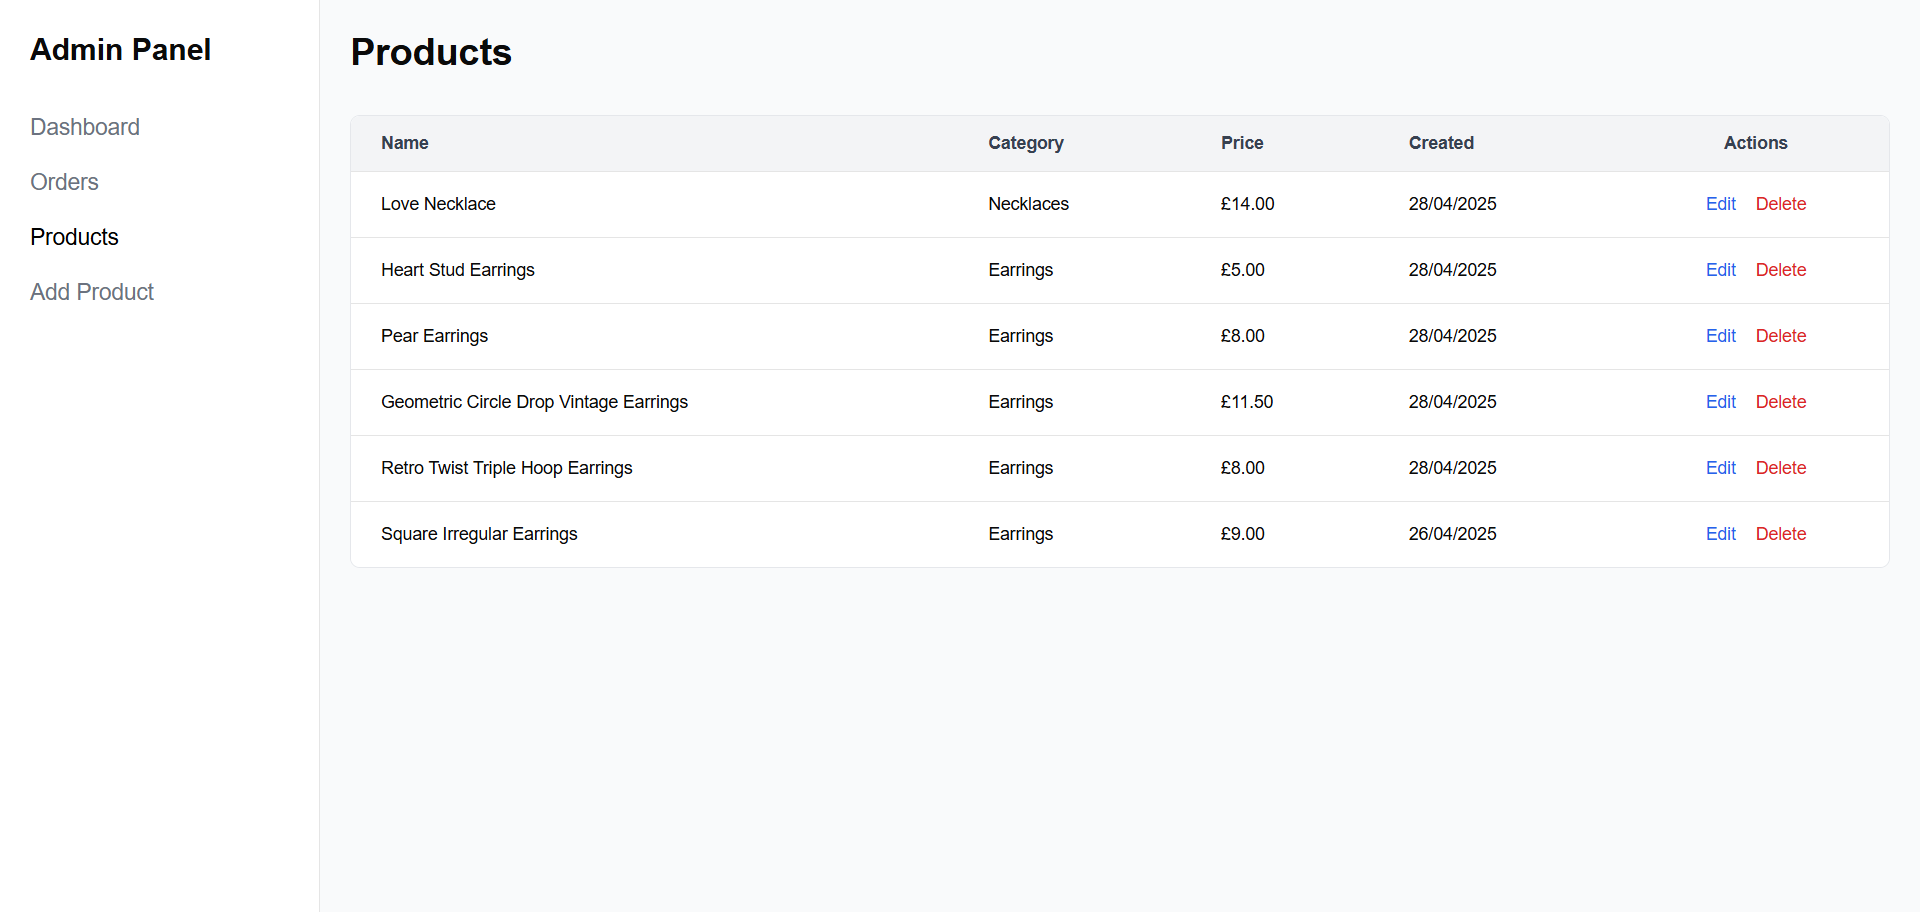 Admin Panel
Dashboard
Orders
Products
Add Product
Products
Name Category Price Created Actions
Love Necklace Necklaces £14.00 28/04/2025 Edit Delete
Heart Stud Earrings Earrings £5.00 28/04/2025 Edit Delete
Pear Earrings Earrings £8.00 28/04/2025 Edit Delete
Geometric Circle Drop Vintage Earrings Earrings £11.50 28/04/2025 Edit Delete
Retro Twist Triple Hoop Earrings Earrings £8.00 28/04/2025 Edit Delete
Square Irregular Earrings Earrings £9.00 26/04/2025 Edit Delete